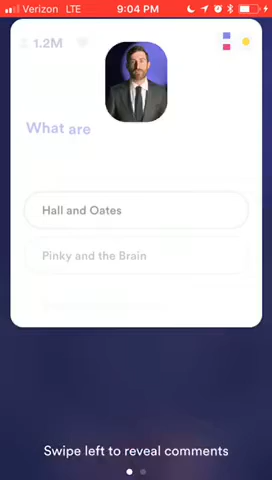 Verizon LTE 9:04 PM
1.2M
What are
Hall and Oates
Pinky and the Brain
Swipe left to reveal comments